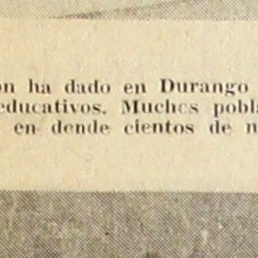 on ha dado en Durango
educativos. Muches pobla
en dende cientos de n